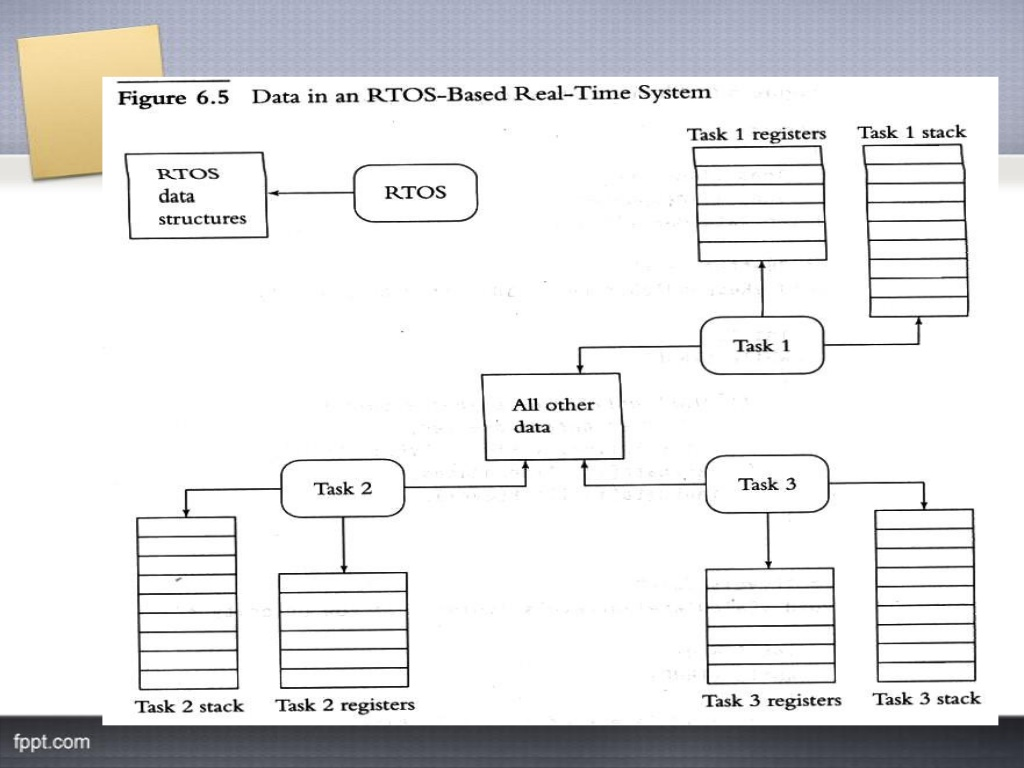 Figure 6.5 Data in an RTOS-Based Real-Time System
Task 1 registers
Task 1 stack
RTOS
data
structures
RTOS
Task 1
All other
data
Task 2
Task 3
Task 2 stack
Task 2 registers
Task 3 registers
Task 3 stack
fppt.com